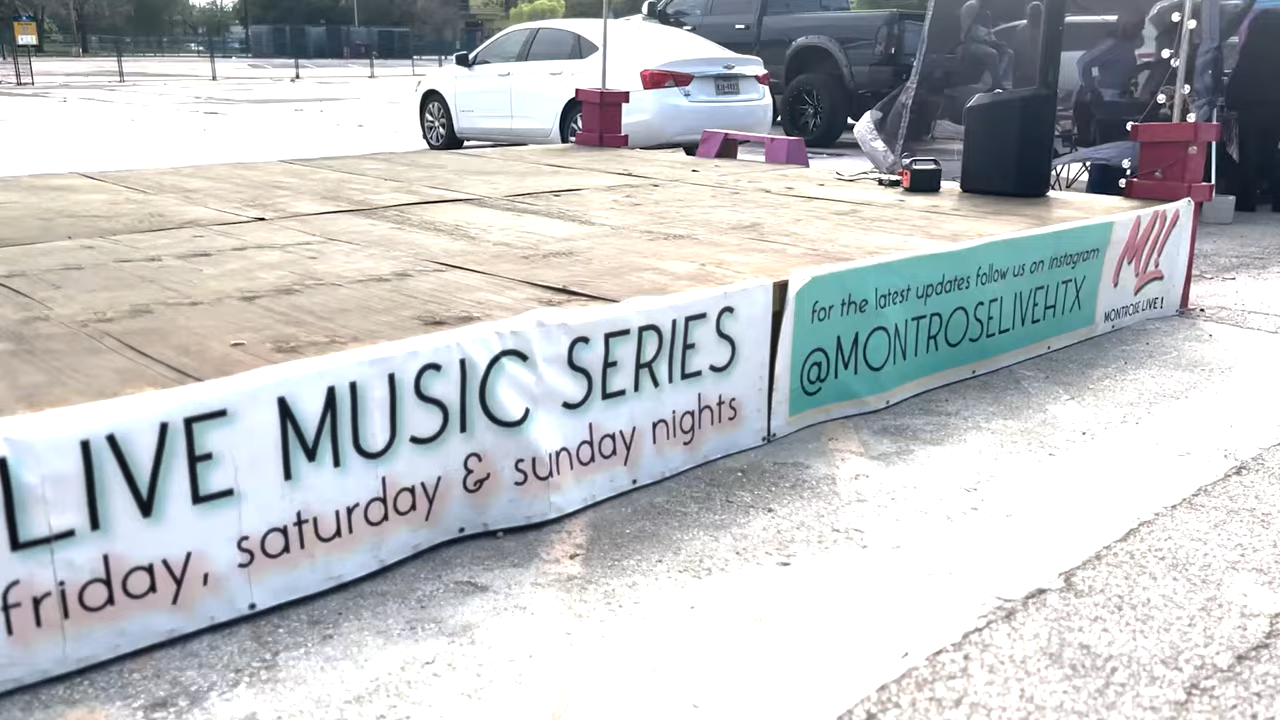 LIVE MUSIC SERIES
friday, saturday & sunday nights
for the latest updates follow us on Instagram
@MONTROSELIVEHTX
ML!
MONTROSE LIVE!